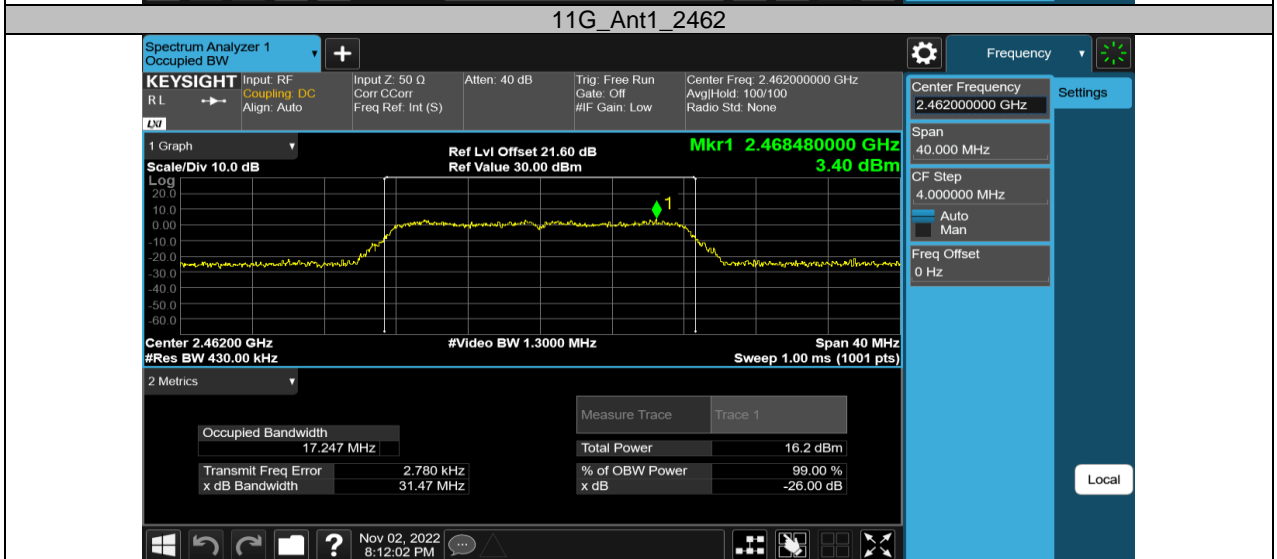 11G_Ant1_2462
Spectrum Analyzer 1
Occupied BW
+
Frequency
KEYSIGHT
RL
LXI
Input: RF
Coupling: DC
Align: Auto
Input Z: 50 Ω
Corr CCorr
Freq Ref: Int (S)
Atten: 40 dB
Trig: Free Run
Gate: Off
#IF Gain: Low
Center Freq: 2.462000000 GHz
Avg|Hold: 100/100
Radio Std: None
Center Frequency
2.462000000 GHz
Settings
Span
40.000 MHz
CF Step
4.000000 MHz
Auto
Man
Freq Offset
0 Hz
1 Graph
Scale/Div 10.0 dB
Ref Lvl Offset 21.60 dB
Ref Value 30.00 dBm
Mkr1 2.468480000 GHz
3.40 dBm
Log
20.0
10.0
0.00
-10.0
-20.0
-30.0
-40.0
-50.0
-60.0
1
Center 2.46200 GHz
#Video BW 1.3000 MHz
Span 40 MHz
#Res BW 430.00 kHz
Sweep 1.00 ms (1001 pts)
2 Metrics
Measure Trace
Trace 1
Occupied Bandwidth
17.247 MHz
Total Power
16.2 dBm
Transmit Freq Error
2.780 kHz
% of OBW Power
99.00 %
x dB Bandwidth
31.47 MHz
x dB
-26.00 dB
Local
?
Nov 02, 2022
8:12:02 PM